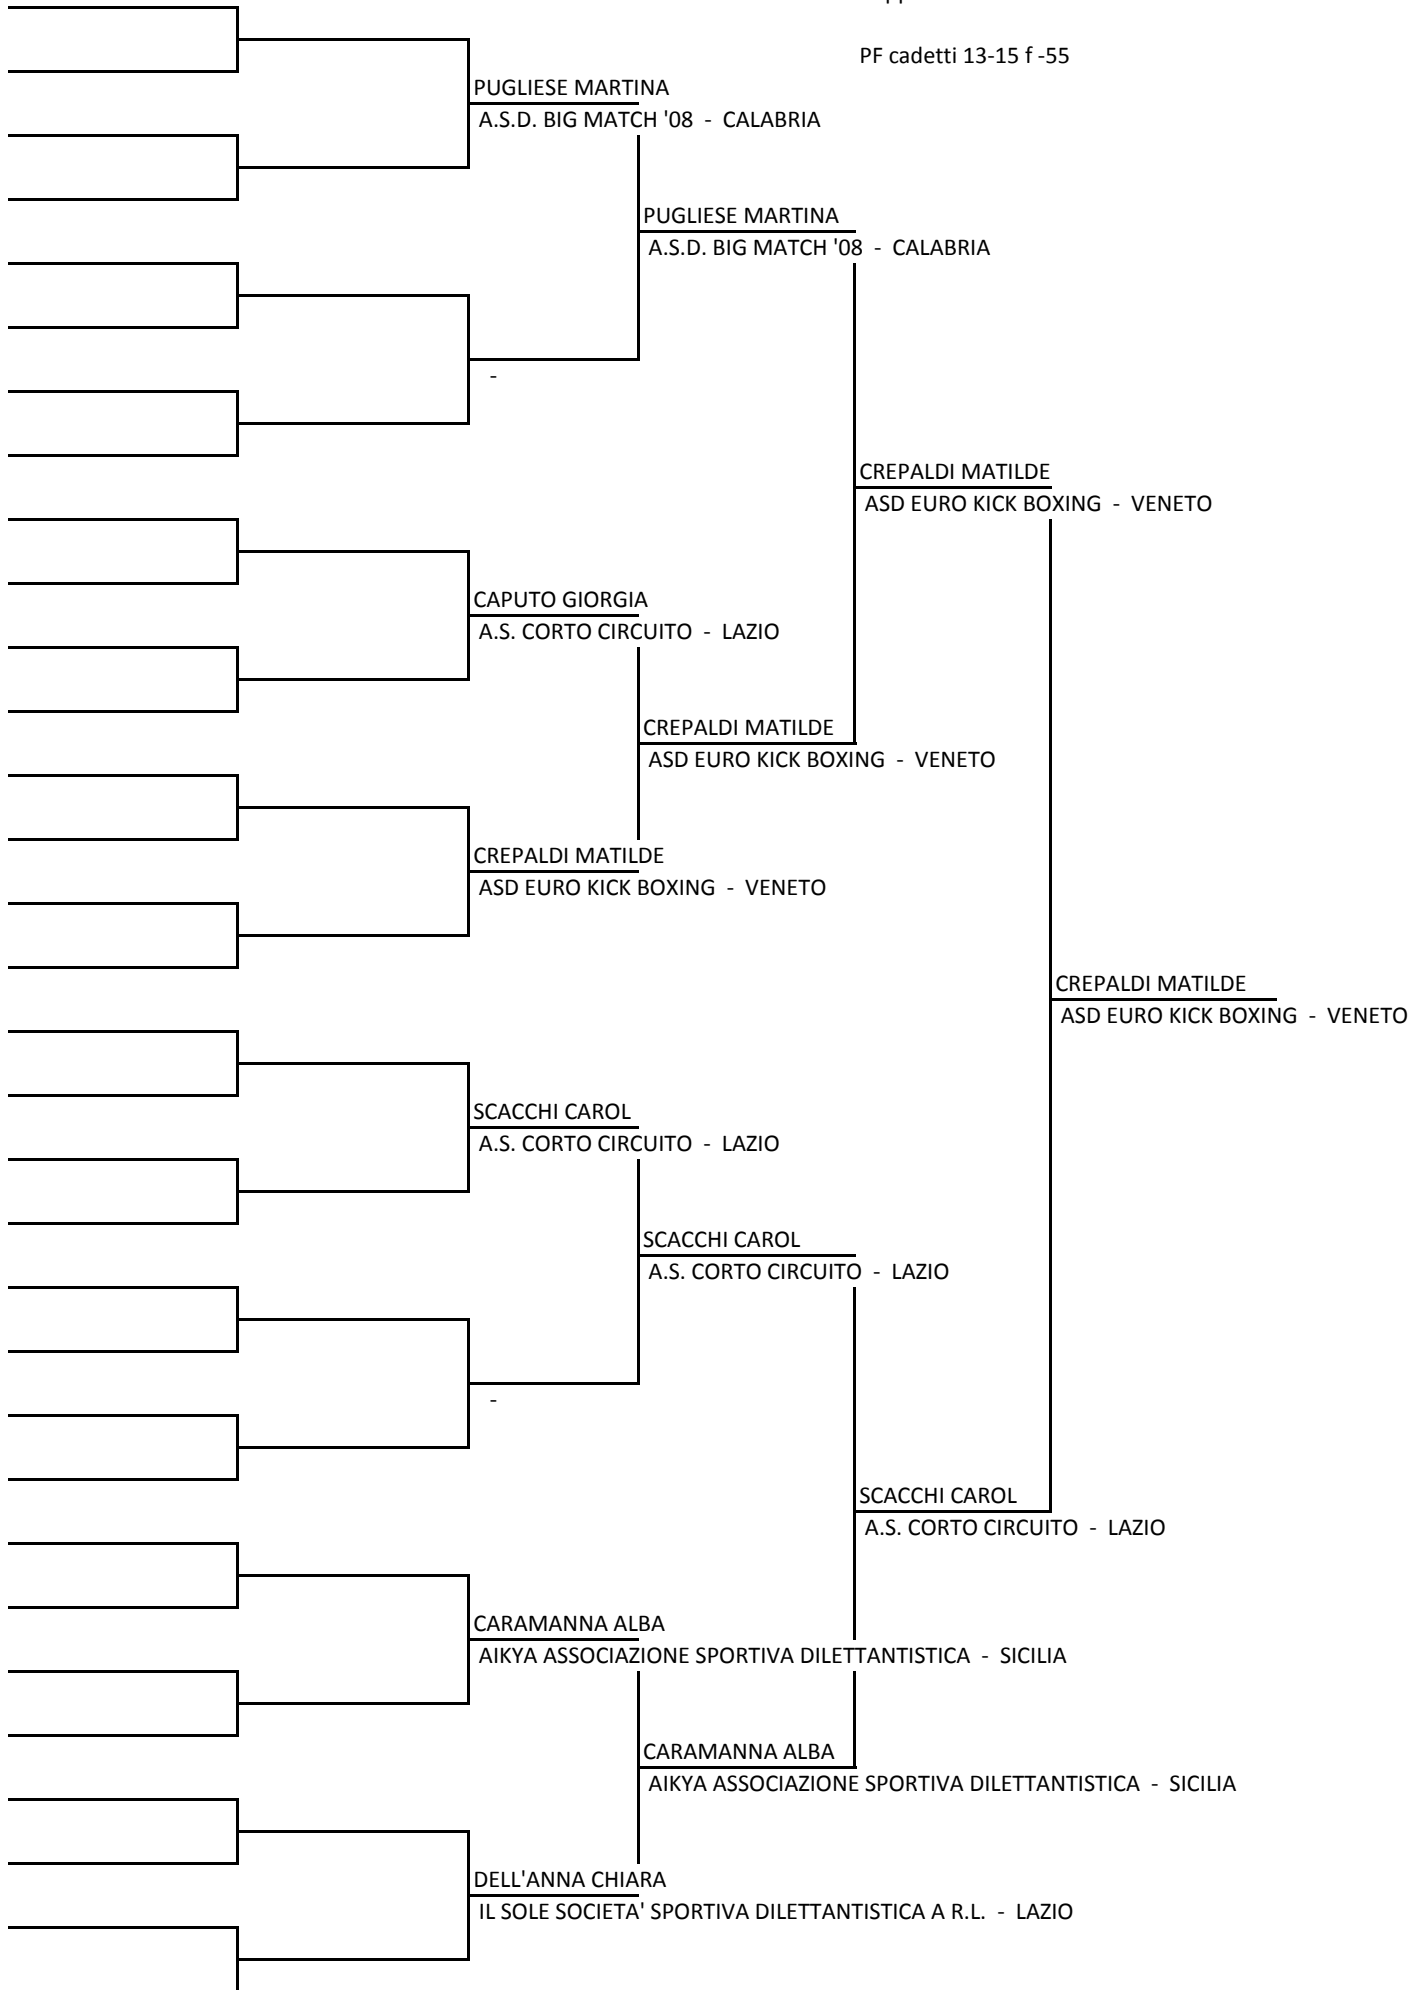 PF cadetti 13-15 f -55
PUGLIESE MARTINA
A.S.D. BIG MATCH '08 - CALABRIA
PUGLIESE MARTINA
A.S.D. BIG MATCH '08 - CALABRIA
-
CREPALDI MATILDE
ASD EURO KICK BOXING - VENETO
CAPUTO GIORGIA
A.S. CORTO CIRCUITO - LAZIO
CREPALDI MATILDE
ASD EURO KICK BOXING - VENETO
CREPALDI MATILDE
ASD EURO KICK BOXING - VENETO
CREPALDI MATILDE
ASD EURO KICK BOXING - VENETO
SCACCHI CAROL
A.S. CORTO CIRCUITO - LAZIO
SCACCHI CAROL
A.S. CORTO CIRCUITO - LAZIO
-
SCACCHI CAROL
A.S. CORTO CIRCUITO - LAZIO
CARAMANNA ALBA
AIKYA ASSOCIAZIONE SPORTIVA DILETTANTISTICA - SICILIA
CARAMANNA ALBA
AIKYA ASSOCIAZIONE SPORTIVA DILETTANTISTICA - SICILIA
DELL'ANNA CHIARA
IL SOLE SOCIETA' SPORTIVA DILETTANTISTICA A R.L. - LAZIO